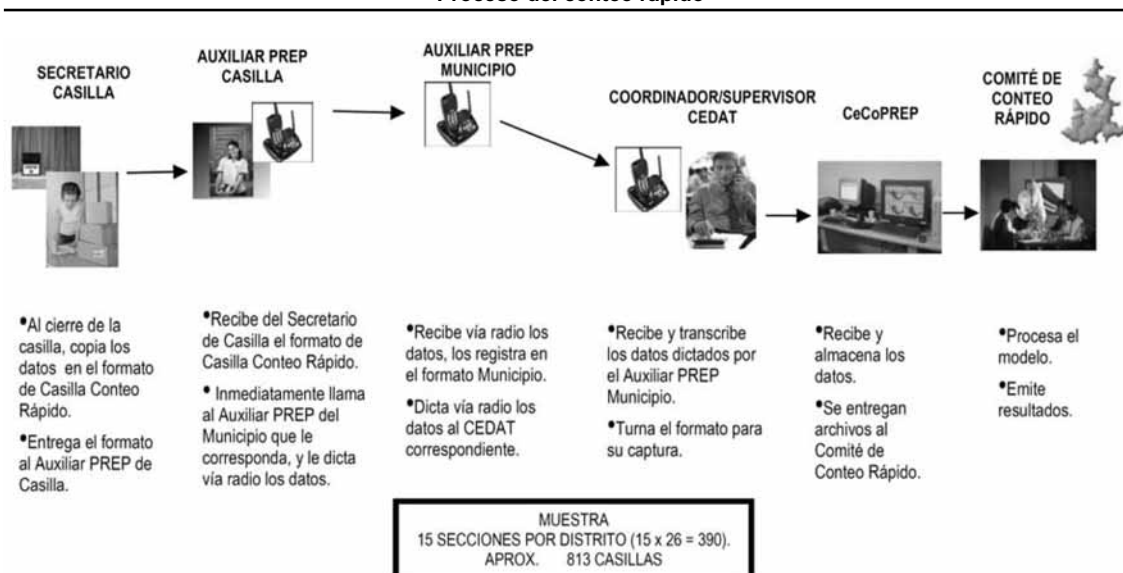 Proceso del conteo rápido
SECRETARIO
CASILLA
AUXILIAR PREP
CASILLA
AUXILIAR PREP
MUNICIPIO
COORDINADOR/SUPERVISOR
CEDAT
CeCoPREP
COMITÉ DE
CONTEO
RÁPIDO
•Al cierre de la
casilla, copia los
datos en el formato
de Casilla Conteo
Rápido.
•Entrega el formato
al Auxiliar PREP de
Casilla.
•Recibe del Secretario
de Casilla el formato de
Casilla Conteo Rápido.
• Inmediatamente llama
al Auxiliar PREP del
Municipio que le
corresponda, y le dicta
vía radio los datos.
•Recibe vía radio los
datos, los registra en
el formato Municipio.
•Dicta vía radio los
datos al CEDAT
correspondiente.
•Recibe y transcribe
los datos dictados por
el Auxiliar PREP
Municipio.
•Turna el formato para
su captura.
•Recibe y
almacena los
datos.
•Se entregan
archivos al
Comité de
Conteo Rápido.
•Procesa el
modelo.
•Emite
resultados.
MUESTRA
15 SECCIONES POR DISTRITO (15 x 26 = 390).
APROX. 813 CASILLAS